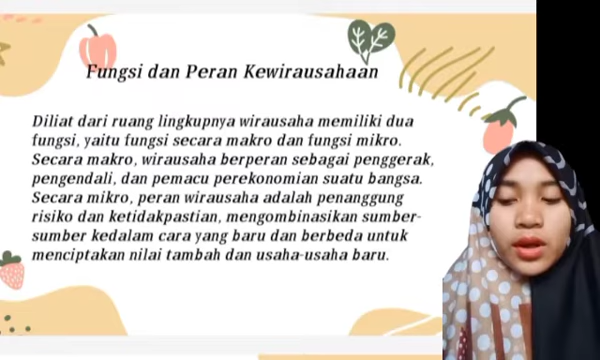 Fungsi dan Peran Kewirausahaan
Diliat dari ruang lingkupnya wirausaha memiliki dua
fungsi, yaitu fungsi secara makro dan fungsi mikro.
Secara makro, wirausaha berperan sebagai penggerak,
pengendali, dan pemacu perekonomian suatu bangsa.
Secara mikro, peran wirausaha adalah penanggung
risiko dan ketidakpastian, mengombinasikan sumber-
sumber kedalam cara yang baru dan berbeda untuk
menciptakan nilai tambah dan usaha-usaha baru.